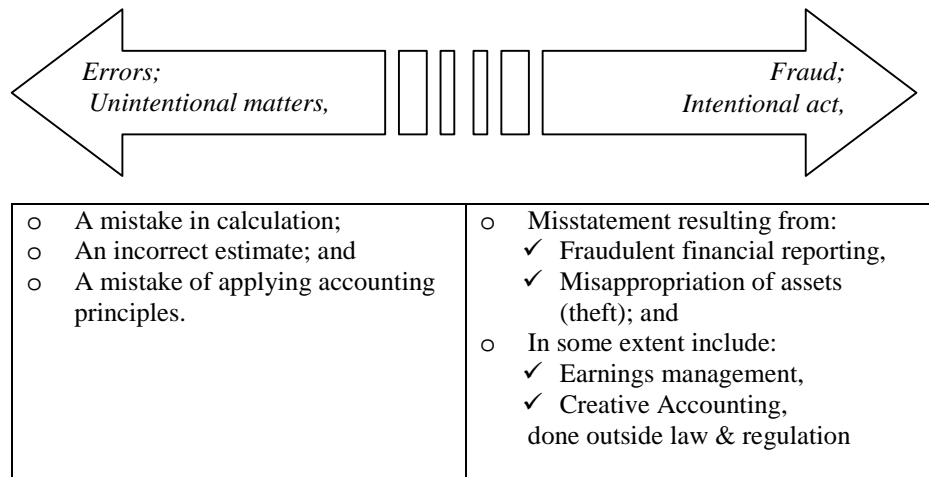 Errors;
Unintentional matters,
Fraud;
Intentional act,
o A mistake in calculation;
o An incorrect estimate; and
o A mistake of applying accounting
principles.
o Misstatement resulting from:
✓ Fraudulent financial reporting,
✓ Misappropriation of assets
(theft); and
o In some extent include:
✓ Earnings management,
✓ Creative Accounting,
done outside law & regulation